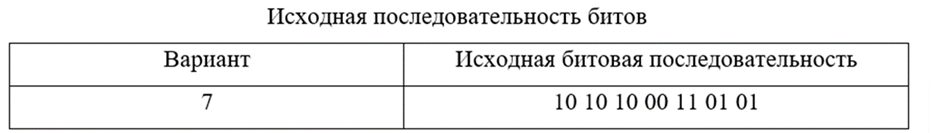 Исходная последовательность битов
Вариант Исходная битовая последовательность
7 10 10 10 00 11 01 01